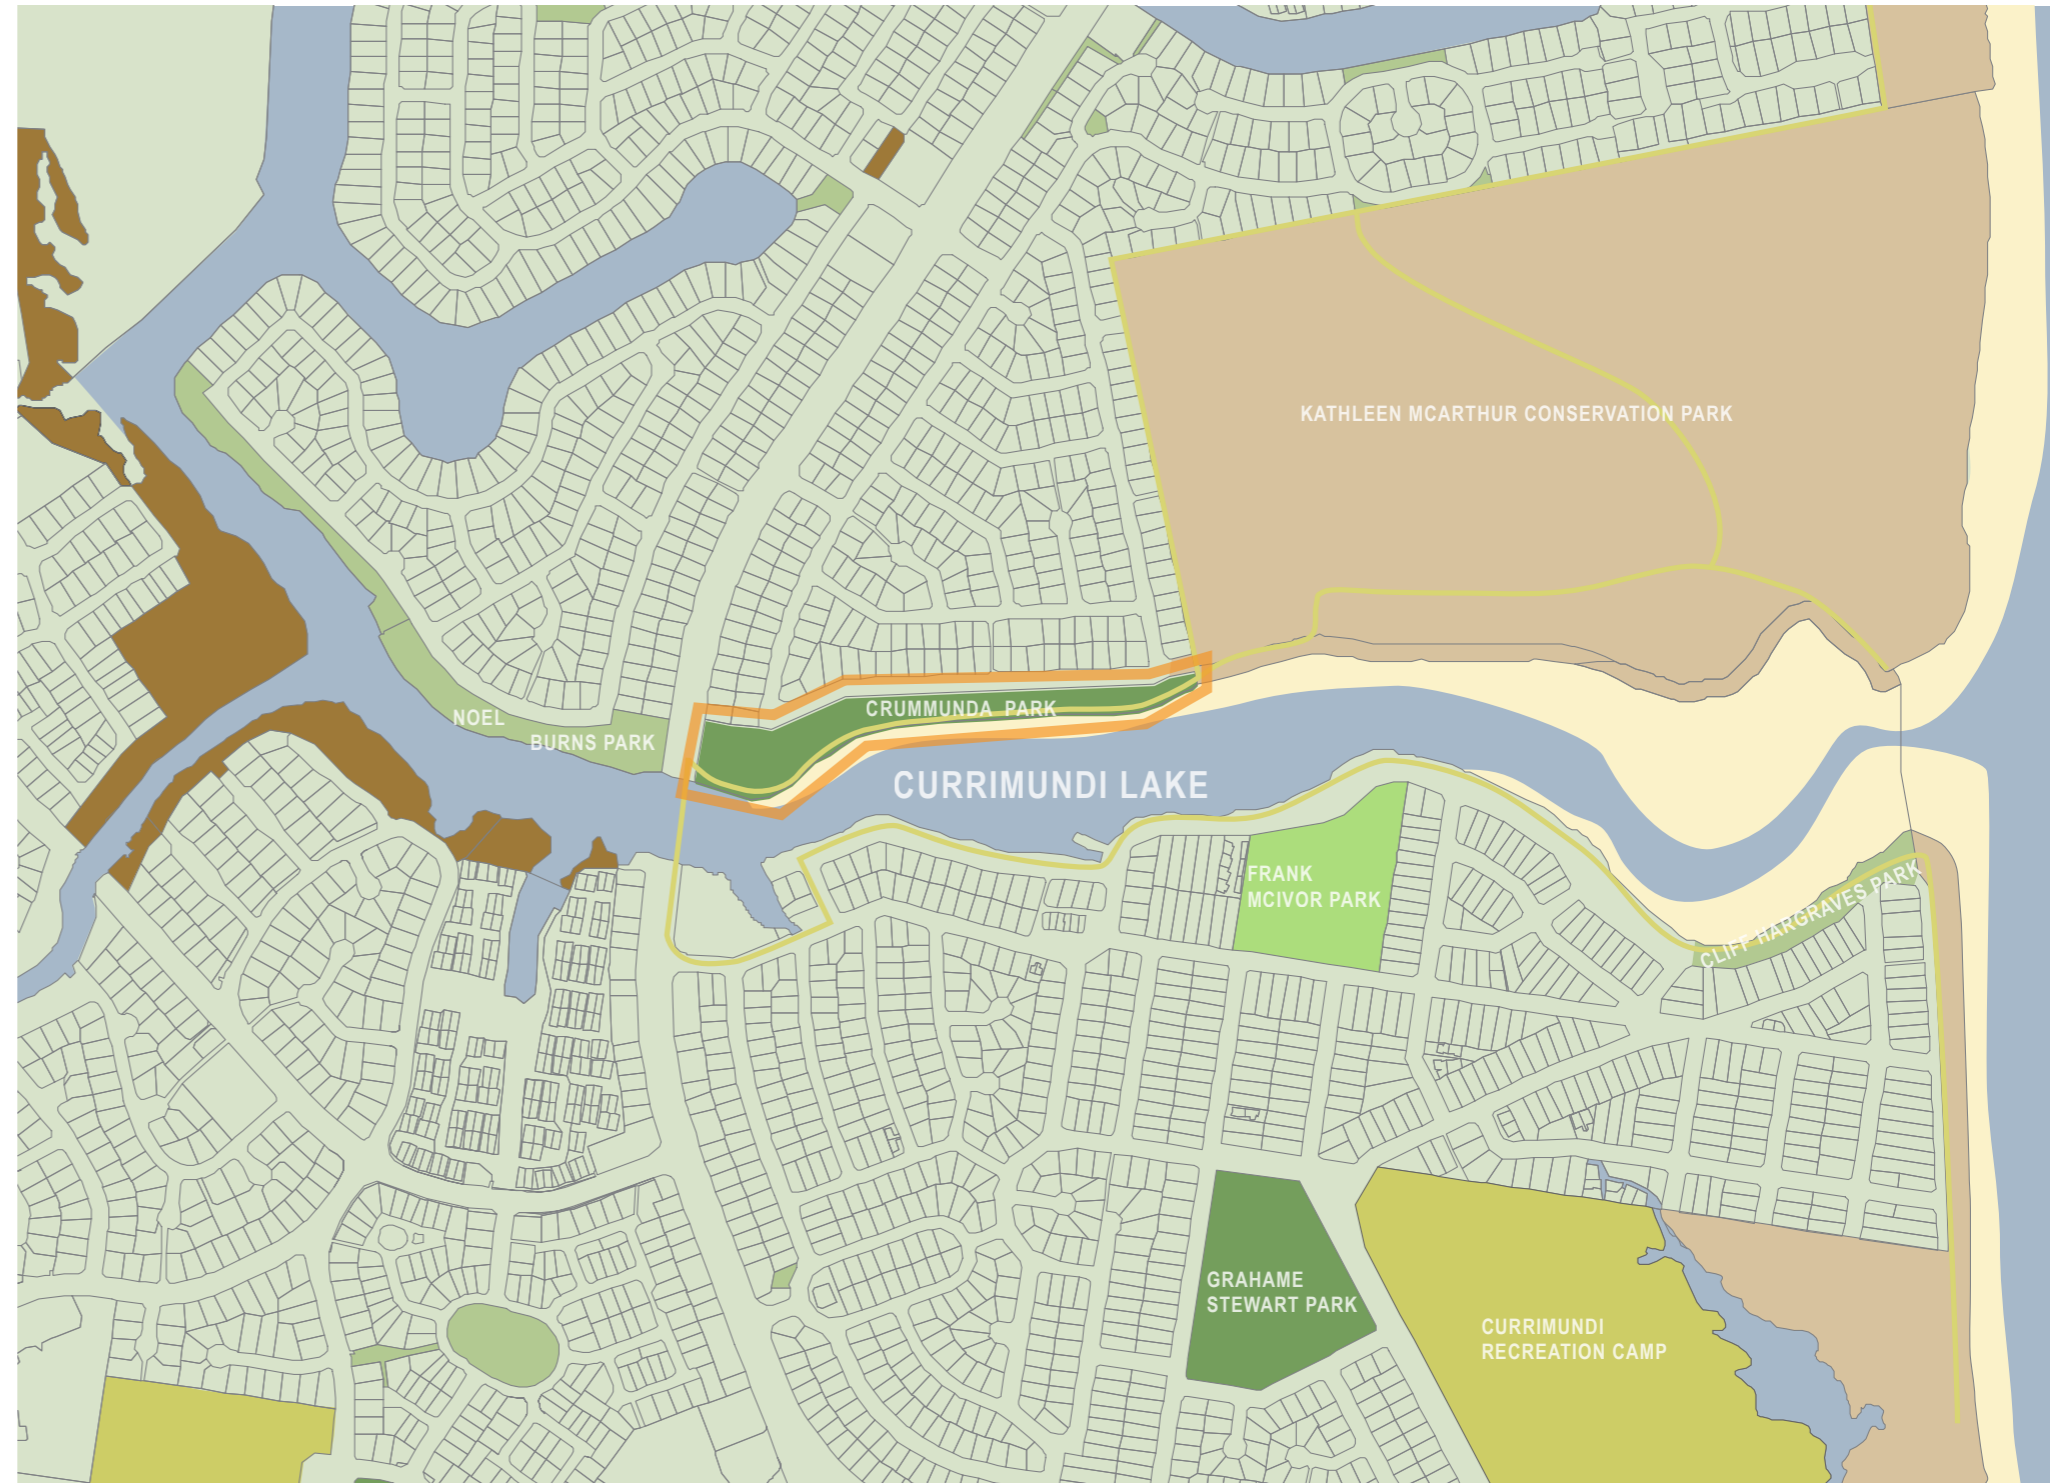 KATHLEEN MCARTHUR CONSERVATION PARK
NOEL
BURNS PARK
CRUMMUNDA PARK
CURRIMUNDI LAKE
FRANK
MCIVOR PARK
CLIFF HARGRAVES PARK
GRAHAME
STEWART PARK
CURRIMUNDI
RECREATION CAMP